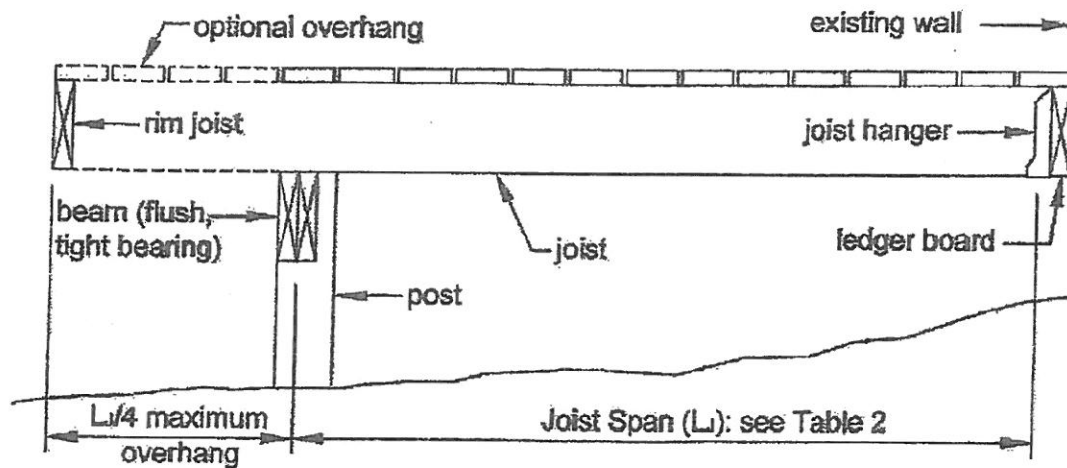 optional overhang
existing wall
rim joist
joist hanger
beam (flush,
tight bearing)
joist
ledger board
post
LJ/4 maximum
overhang
Joist Span (LJ): see Table 2